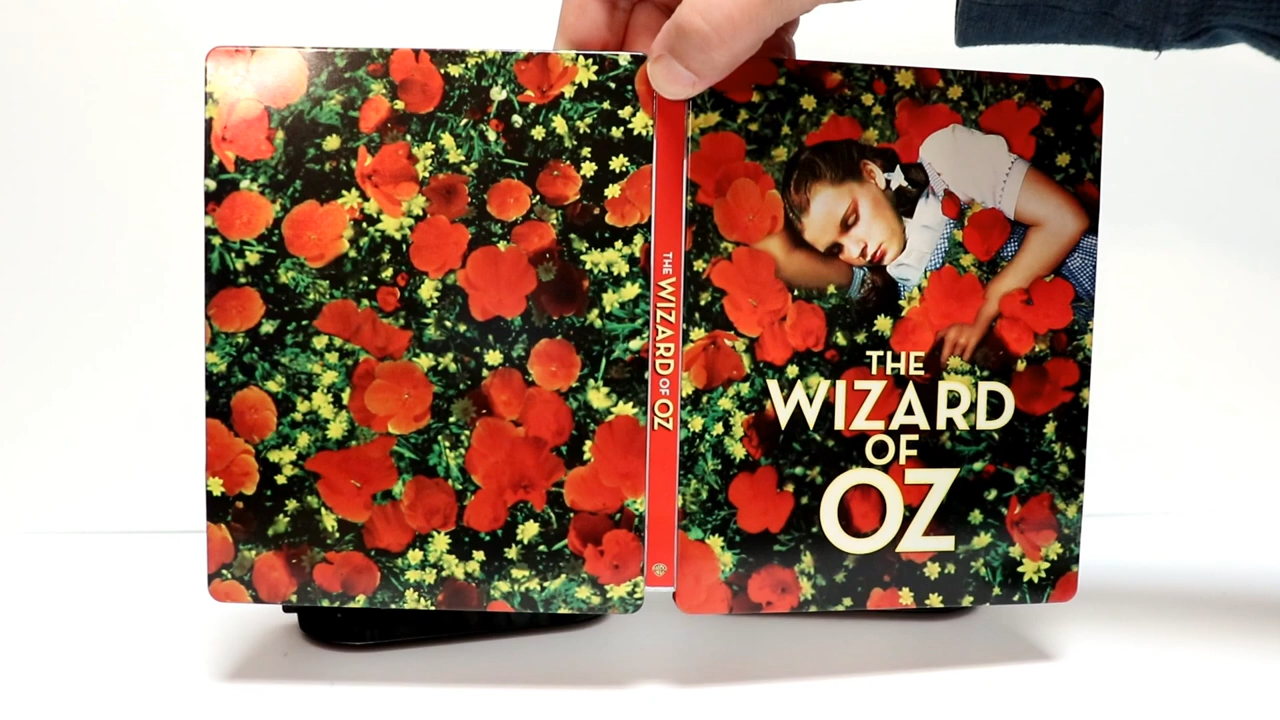 THE WIZARD OF OZ
THE
WIZARD
OF
OZ